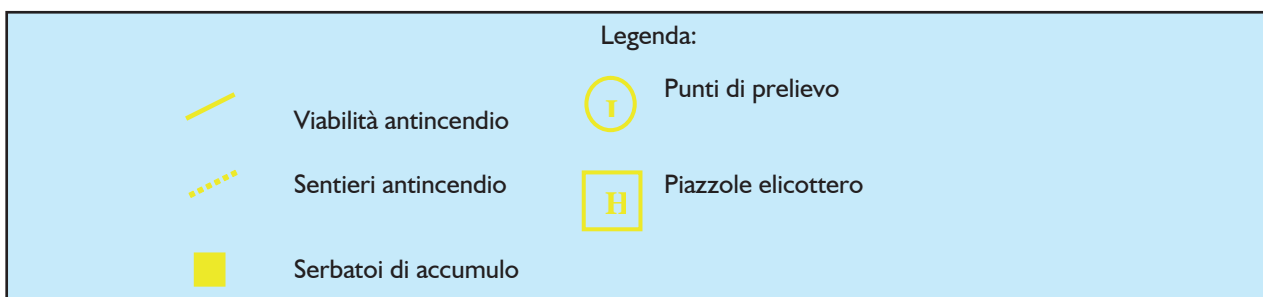 Legenda:
Viabilità antincendio
Sentieri antincendio
Serbatoi di accumulo
I
Punti di prelievo
H
Piazzole elicottero